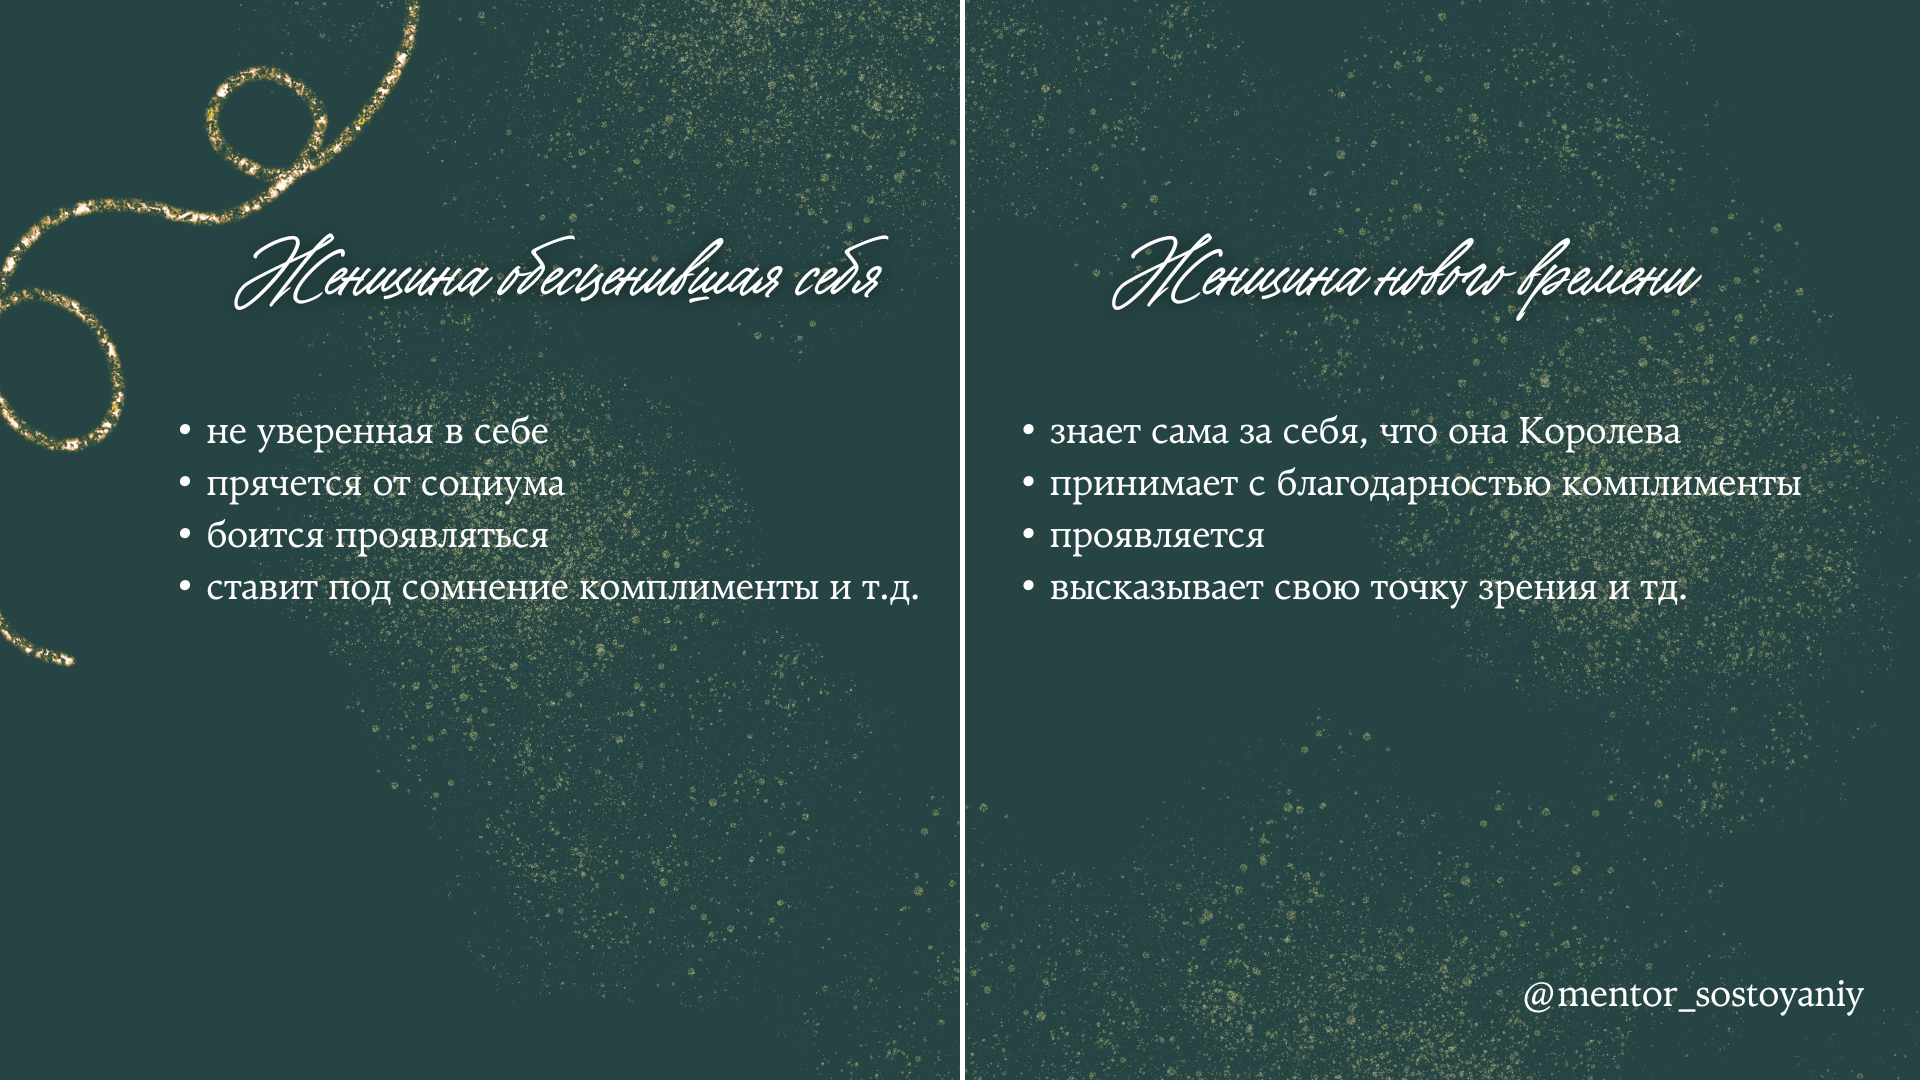 Женщина обесценившая себя
• не уверенная в себе
• прячется от социума
• боится проявляться
• ставит под сомнение комплименты и т.д.
Женщина нового времени
• знает сама за себя, что она Королева
• принимает с благодарностью комплименты
• проявляется
• высказывает свою точку зрения и тд.
@mentor_sostoyaniy